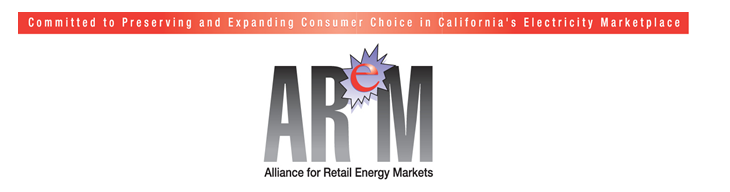 Committed to Preserving and Expanding Consumer Choice in California's Electricity Marketplace
AReM
Alliance for Retail Energy Markets